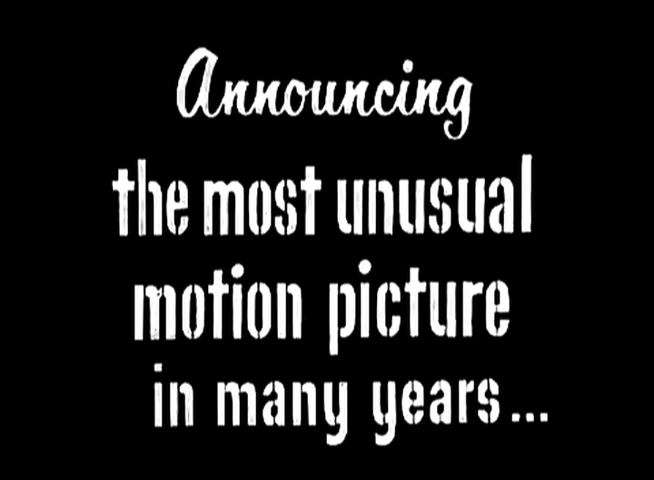 Announcing
the most unusual
motion picture
in many years...